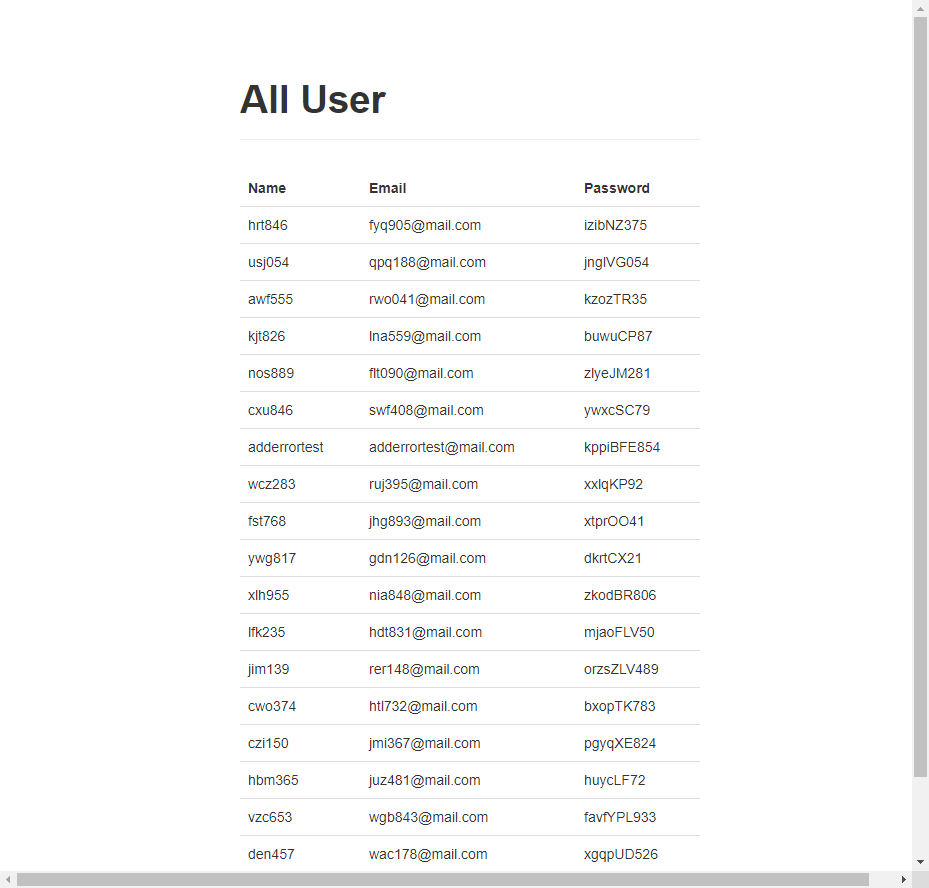 All User
Name Email Password
hrt846 fyq905@mail.com izibNZ375
usj054 qpq188@mail.com jnglVG054
awf555 rwo041@mail.com kzozTR35
kjt826 lna559@mail.com buwuCP87
nos889 flt090@mail.com zlyeJM281
cxu846 swf408@mail.com ywxcSC79
adderrortest adderrortest@mail.com kppiBFE854
wcz283 ruj395@mail.com xxlqKP92
fst768 jhg893@mail.com xtprOO41
ywg817 gdn126@mail.com dkrtCX21
xlh955 nia848@mail.com zkodBR806
lfk235 hdt831@mail.com mjaoFLV50
jim139 rer148@mail.com orzsZLV489
cwo374 htl732@mail.com bxopTK783
czi150 jmi367@mail.com pgyqXE824
hbm365 juz481@mail.com huycLF72
vzc653 wgb843@mail.com favfYPL933
den457 wac178@mail.com xgqpUD526